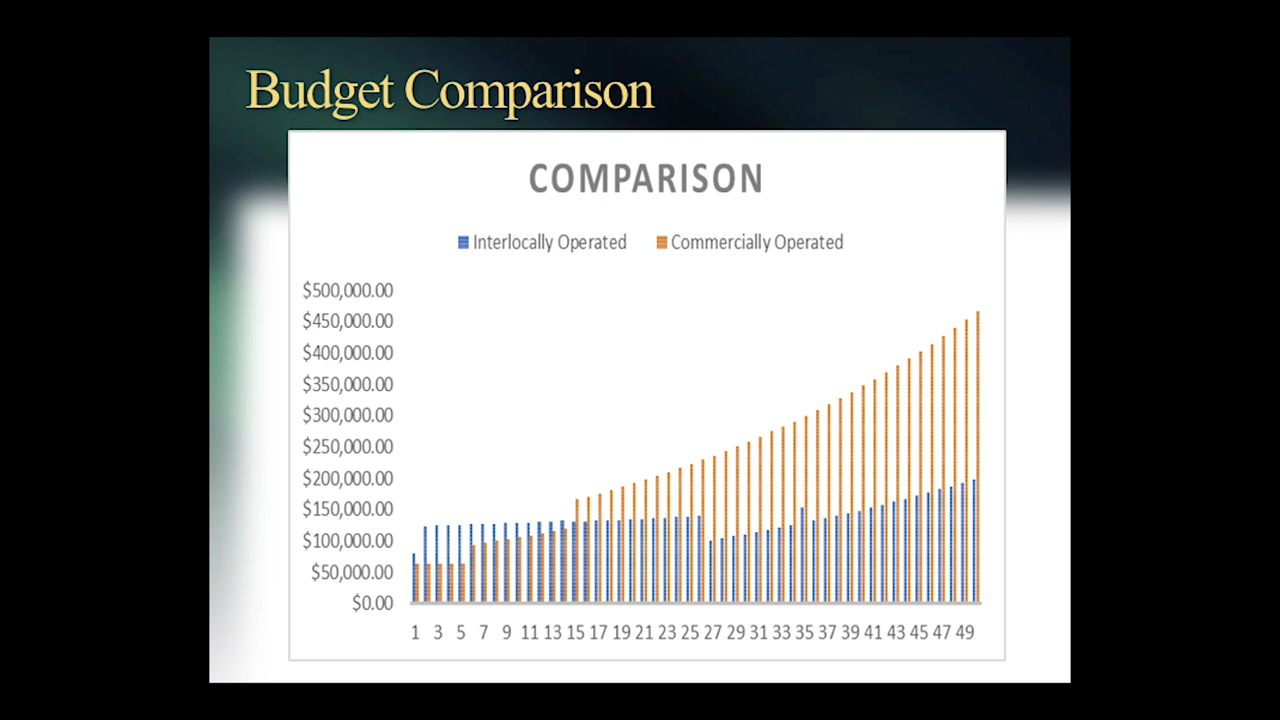 Budget Comparison
COMPARISON
Interlocally Operated Commercially Operated
$500,000.00
$450,000.00
$400,000.00
$350,000.00
$300,000.00
$250,000.00
$200,000.00
$150,000.00
$100,000.00
$50,000.00
$0.00
1 3 5 7 9 11 13 15 17 19 21 23 25 27 29 31 33 35 37 39 41 43 45 47 49